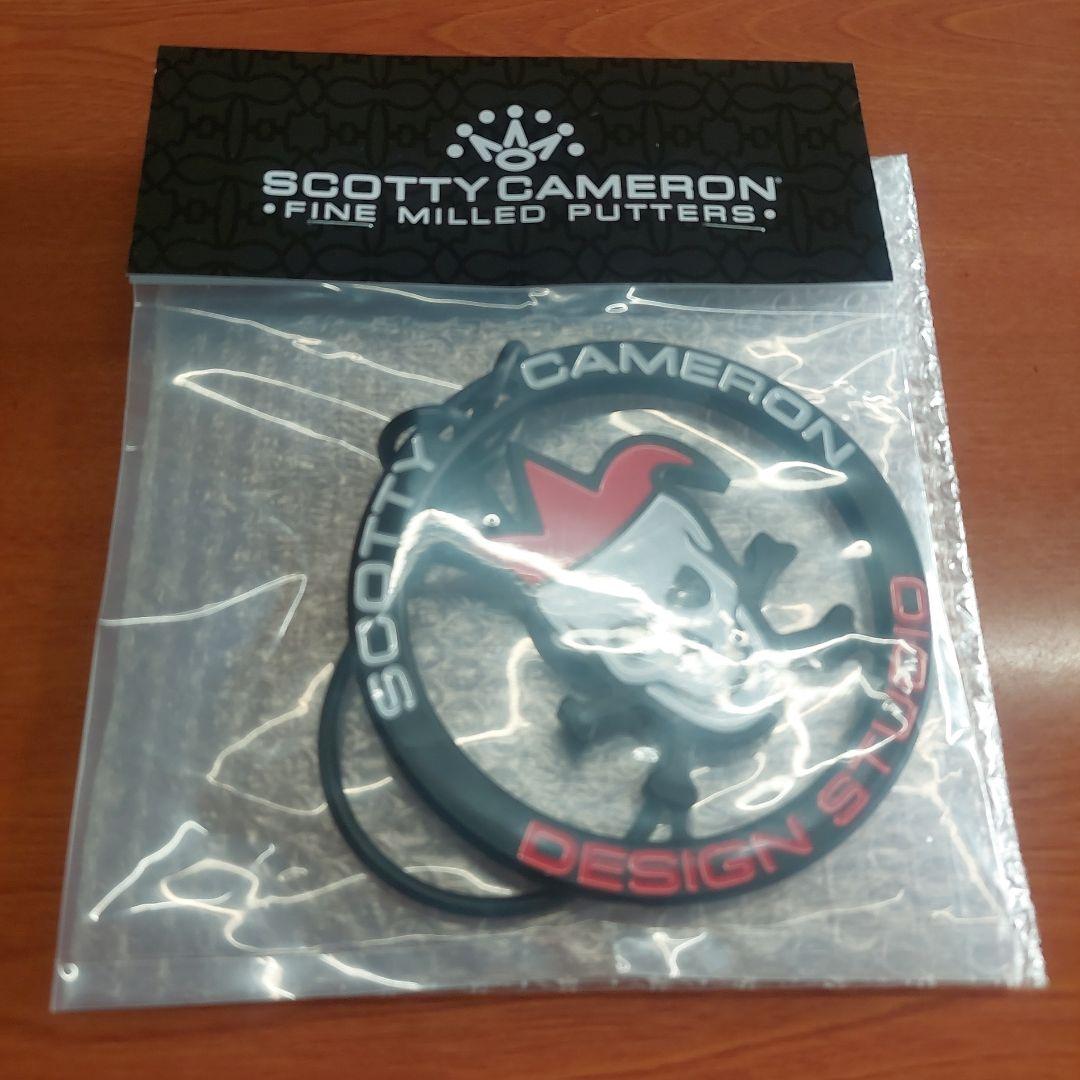 SCOTTY CAMERON®
• FINE MILLED PUTTERS •
SCOTTY CAMERON
DESIGN STUDIO